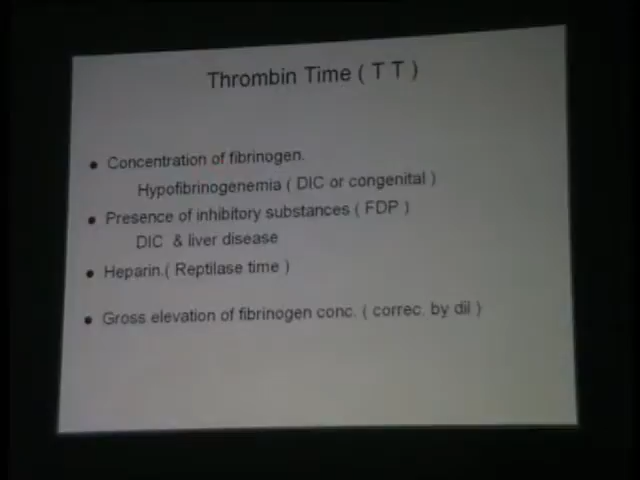 Thrombin Time ( T T )
• Concentration of fibrinogen.
Hypofibrinogenemia ( DIC or congenital )
• Presence of inhibitory substances ( FDP )
DIC & liver disease
• Heparin.( Reptilase time )
• Gross elevation of fibrinogen conc. ( correc. by dil )